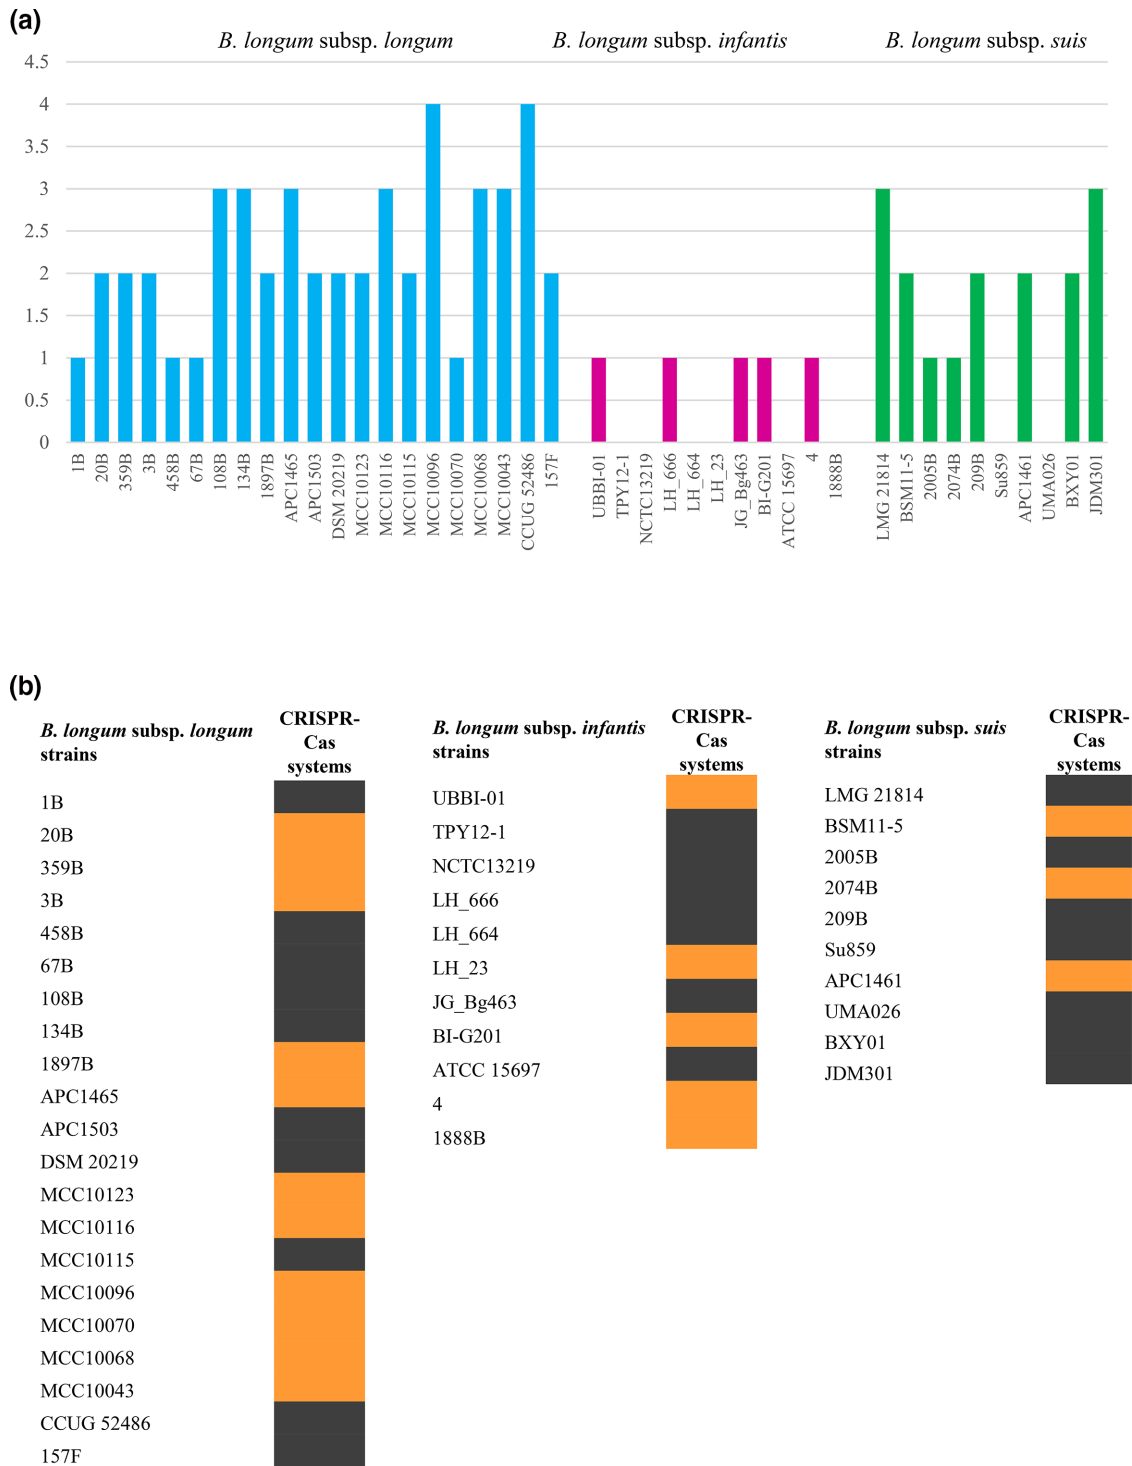 (a)
B. longum subsp. longum
B. longum subsp. infantis
B. longum subsp. suis
4.5
4
3.5
3
2.5
2
1.5
1
0.5
0
1B
20B
359B
3B
458B
67B
108B
134B
1897B
APC1465
APC1503
DSM 20219
MCC10123
MCC10116
MCC10115
MCC10096
MCC10070
MCC10068
MCC10043
CCUG 52486
157F
UBBI-01
TPY12-1
NCTC13219
LH_666
LH_664
LH_23
JG_Bg463
BI-G201
ATCC 15697
4
1888B
LMG 21814
BSM11-5
2005B
2074B
209B
Su859
APC1461
UMA026
BXY01
JDM301
(b)
B. longum subsp. longum
strains
CRISPR-
Cas
systems
1B
20B
359B
3B
458B
67B
108B
134B
1897B
APC1465
APC1503
DSM 20219
MCC10123
MCC10116
MCC10115
MCC10096
MCC10070
MCC10068
MCC10043
CCUG 52486
157F
B. longum subsp. infantis
strains
CRISPR-
Cas
systems
UBBI-01
TPY12-1
NCTC13219
LH_666
LH_664
LH_23
JG_Bg463
BI-G201
ATCC 15697
4
1888B
B. longum subsp. suis
strains
CRISPR-
Cas
systems
LMG 21814
BSM11-5
2005B
2074B
209B
Su859
APC1461
UMA026
BXY01
JDM301